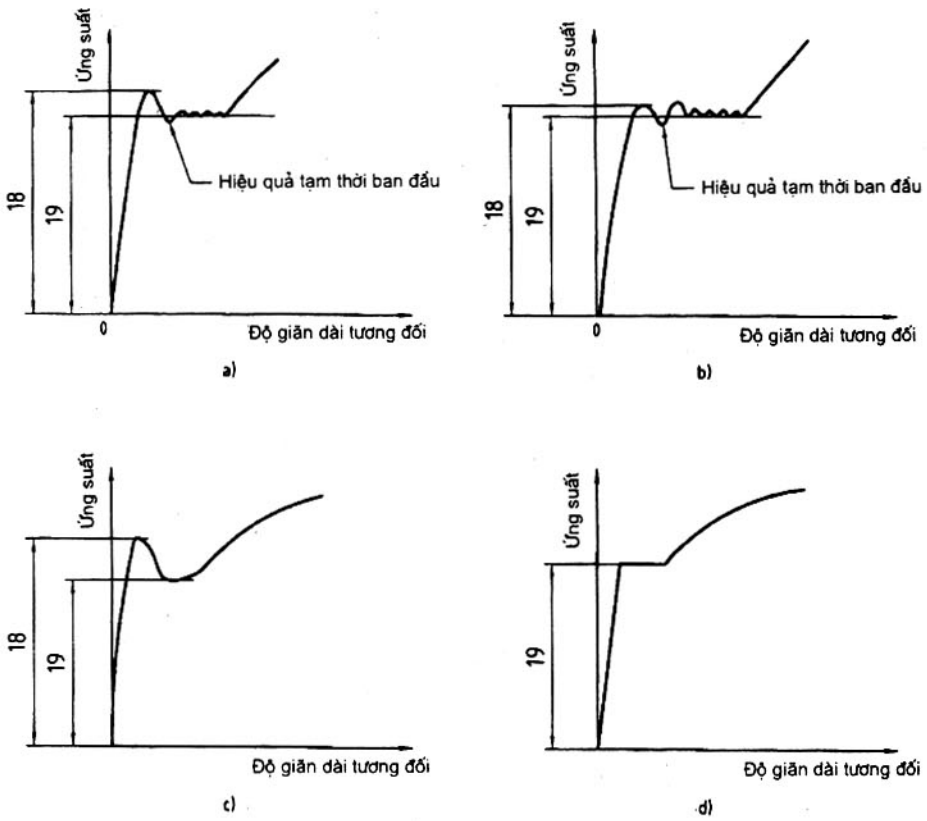 Ứng suất
18
19
Hiệu quả tạm thời ban đầu
0
Độ giãn dài tương đối
a)
Ứng suất
18
19
Hiệu quả tạm thời ban đầu
0
Độ giãn dài tương đối
b)
Ứng suất
18
19
Độ giãn dài tương đối
c)
Ứng suất
19
Độ giãn dài tương đối
d)